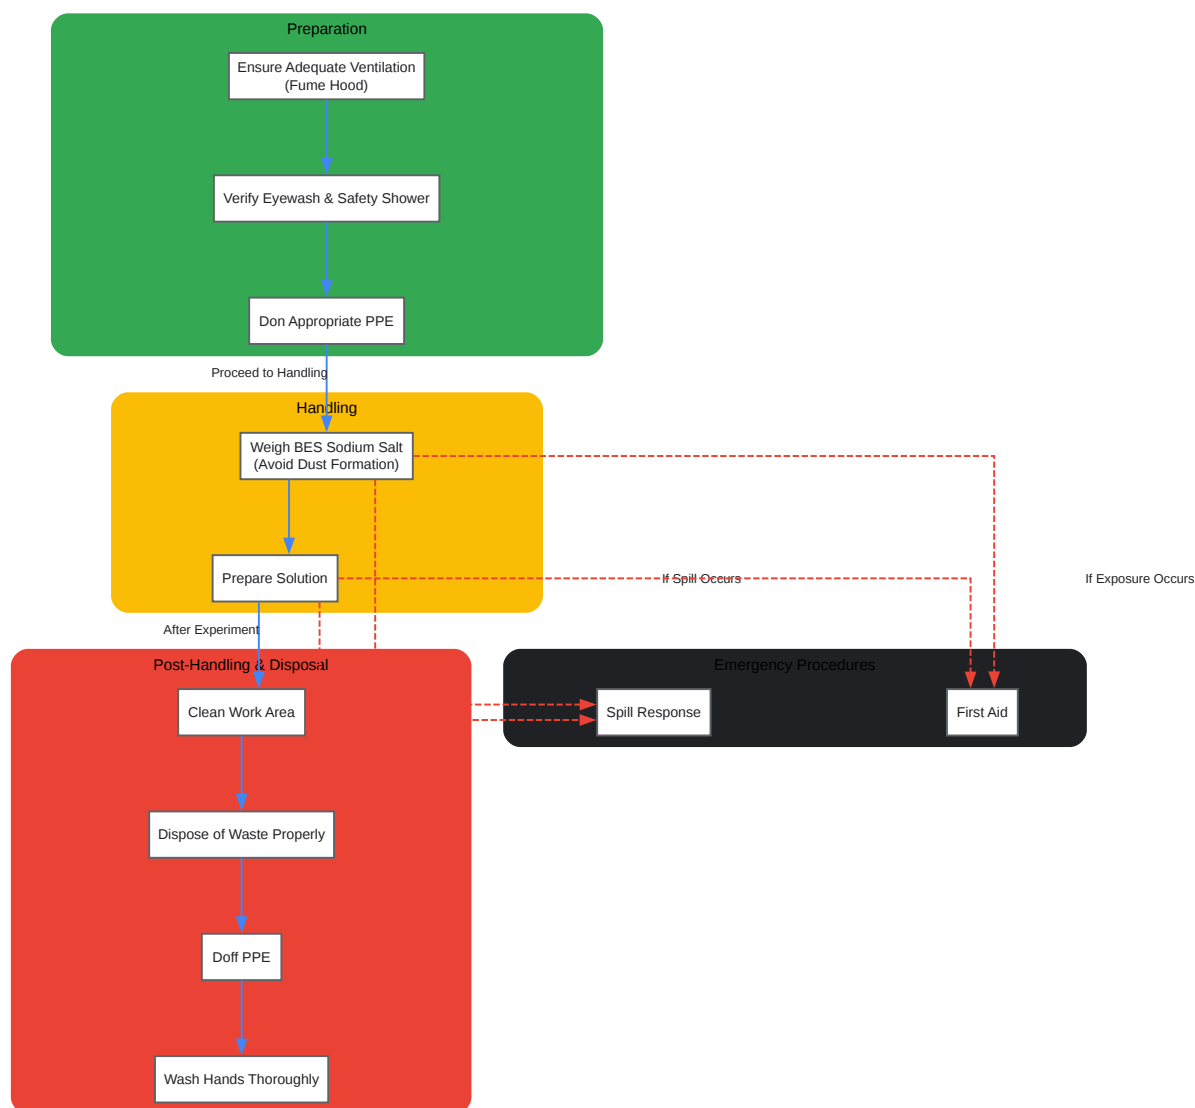 Preparation
Ensure Adequate Ventilation
(Fume Hood)
Verify Eyewash & Safety Shower
Don Appropriate PPE
Proceed to Handling
Handling
Weigh BES Sodium Salt
(Avoid Dust Formation)
Prepare Solution
If Spill Occurs
If Exposure Occurs
After Experiment
Post-Handling & Disposal
Emergency Procedures
Clean Work Area
Spill Response
First Aid
Dispose of Waste Properly
Doff PPE
Wash Hands Thoroughly